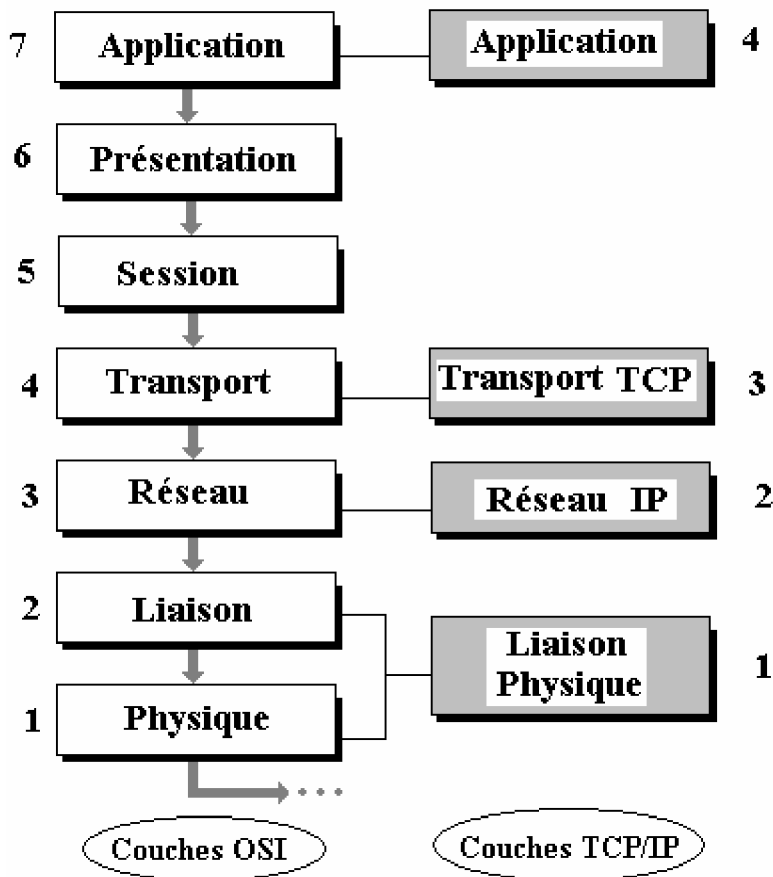 7 Application Application 4
6 Présentation
5 Session
4 Transport Transport TCP 3
3 Réseau Réseau IP 2
2 Liaison
Liaison
Physique 1
1 Physique
Couches OSI Couches TCP/IP